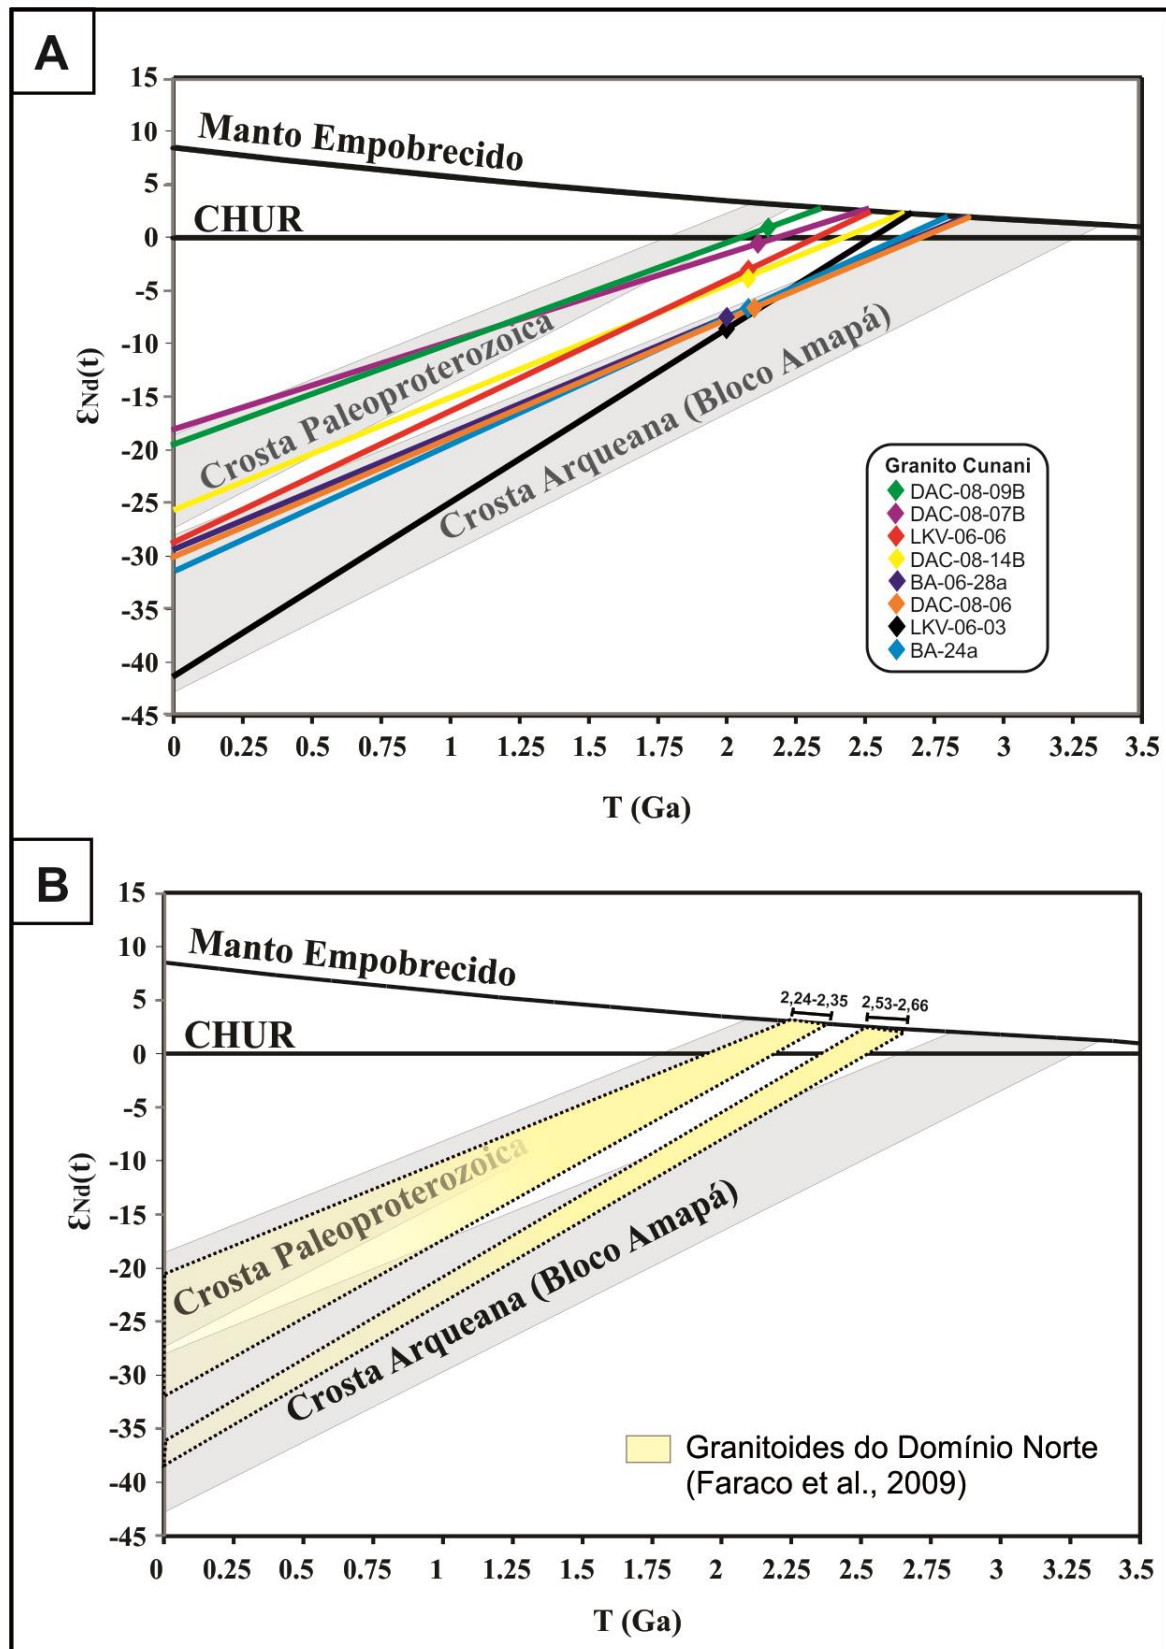 A
15
10
5
0
-5
-10
-15
-20
-25
-30
-35
-40
-45
εNd(t)
Manto Empobrecido
CHUR
Crosta Paleoproterozoica
Crosta Arqueana (Bloco Amapá)
Granito Cunani
DAC-08-09B
DAC-08-07B
LKV-06-06
DAC-08-14B
BA-06-28a
DAC-08-06
LKV-06-03
BA-24a
0 0.25 0.5 0.75 1 1.25 1.5 1.75 2 2.25 2.5 2.75 3 3.25 3.5
T (Ga)
B
15
10
5
0
-5
-10
-15
-20
-25
-30
-35
-40
-45
εNd(t)
Manto Empobrecido
2,24-2,35 2,53-2,66
CHUR
Crosta Paleoproterozoica
Crosta Arqueana (Bloco Amapá)
Granitoides do Domínio Norte
(Faraco et al., 2009)
0 0.25 0.5 0.75 1 1.25 1.5 1.75 2 2.25 2.5 2.75 3 3.25 3.5
T (Ga)